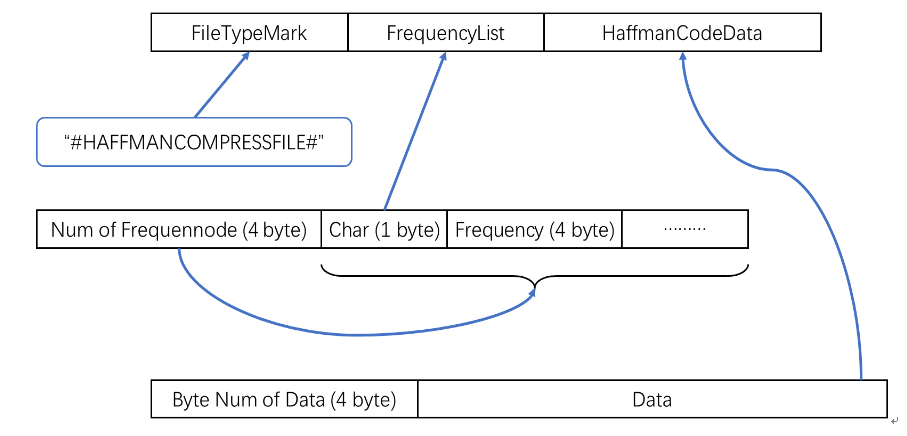 FileTypeMark FrequencyList HaffmanCodeData
“#HAFFMANCOMPRESSFILE#”
Num of Frequennode (4 byte) Char (1 byte) Frequency (4 byte) ………
Byte Num of Data (4 byte) Data